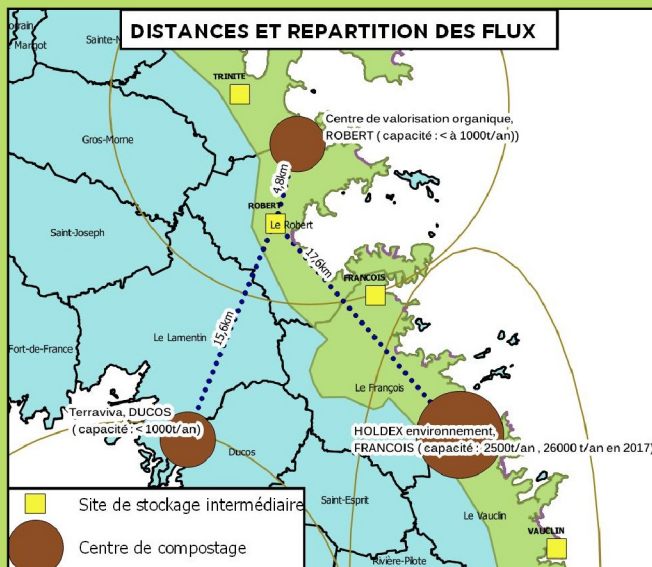 DISTANCES ET REPARTITION DES FLUX
TRINITE
Gros-Morne
Centre de valorisation organique,
ROBERT ( capacité : < à 1000t/an))
4,8km
ROBERT
Le Robert
Saint-Joseph
17,6km
FRANCOIS
15,6km
Le Lamentin
Fort-de-France
Le François
Terraviva, DUCOS
( capacité : < 1000t/an)
Ducos
HOLDEX environnement,
FRANCOIS ( capacité : 2500t/an , 26000 t/an en 2017)
Saint-Esprit
Le Vauclin
VAUCLIN
Rivière-Pilote
Site de stockage intermédiaire
Centre de compostage